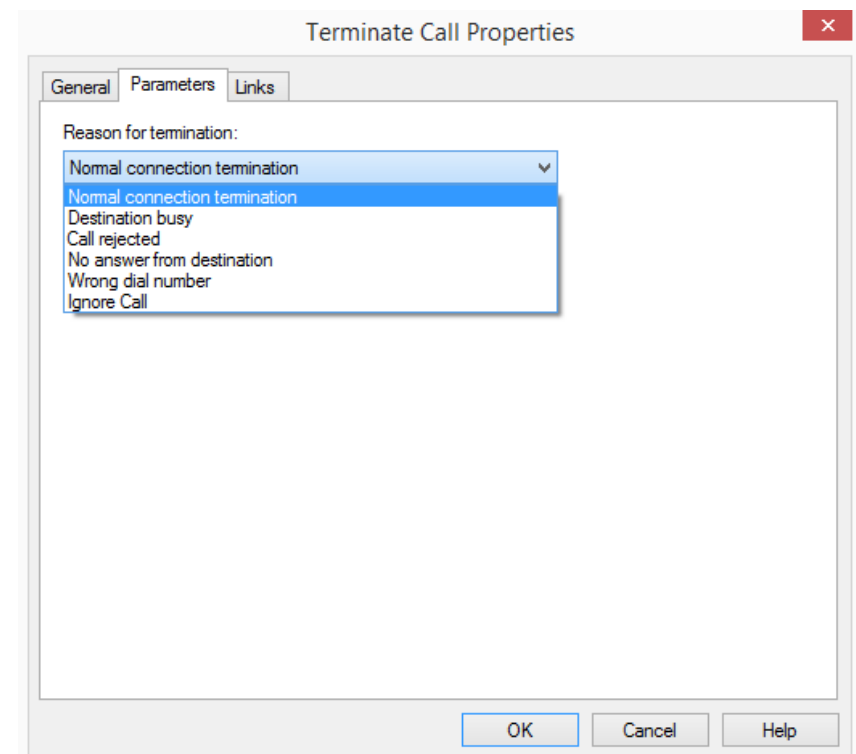 Terminate Call Properties
General Parameters Links
Reason for termination:
Normal connection termination
Normal connection termination
Destination busy
Call rejected
No answer from destination
Wrong dial number
Ignore Call
OK Cancel Help